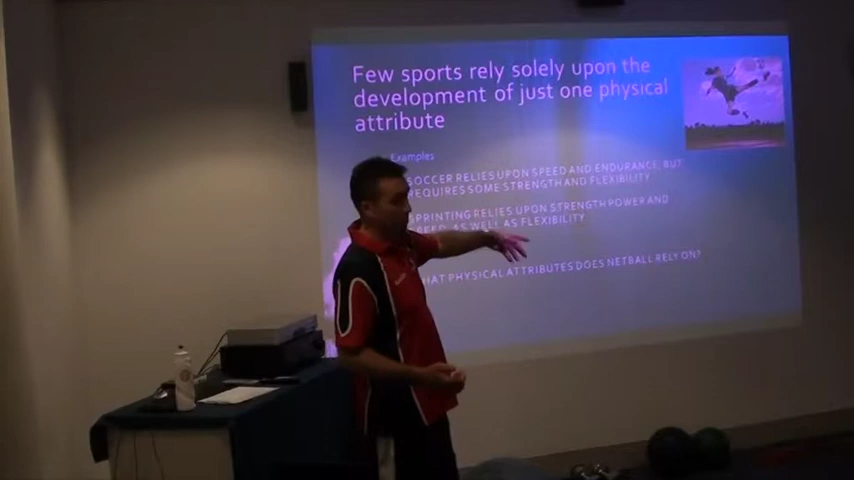 Few sports rely solely upon the
development of just one physical
attribute
Examples
SOCCER RELIES UPON SPEED AND ENDURANCE, BUT
REQUIRES SOME STRENGTH AND FLEXIBILITY
SPRINTING RELIES UPON STRENGTH POWER AND
AS WELL AS FLEXIBILITY
PHYSICAL ATTRIBUTES DOES NETBALL RELY ON?